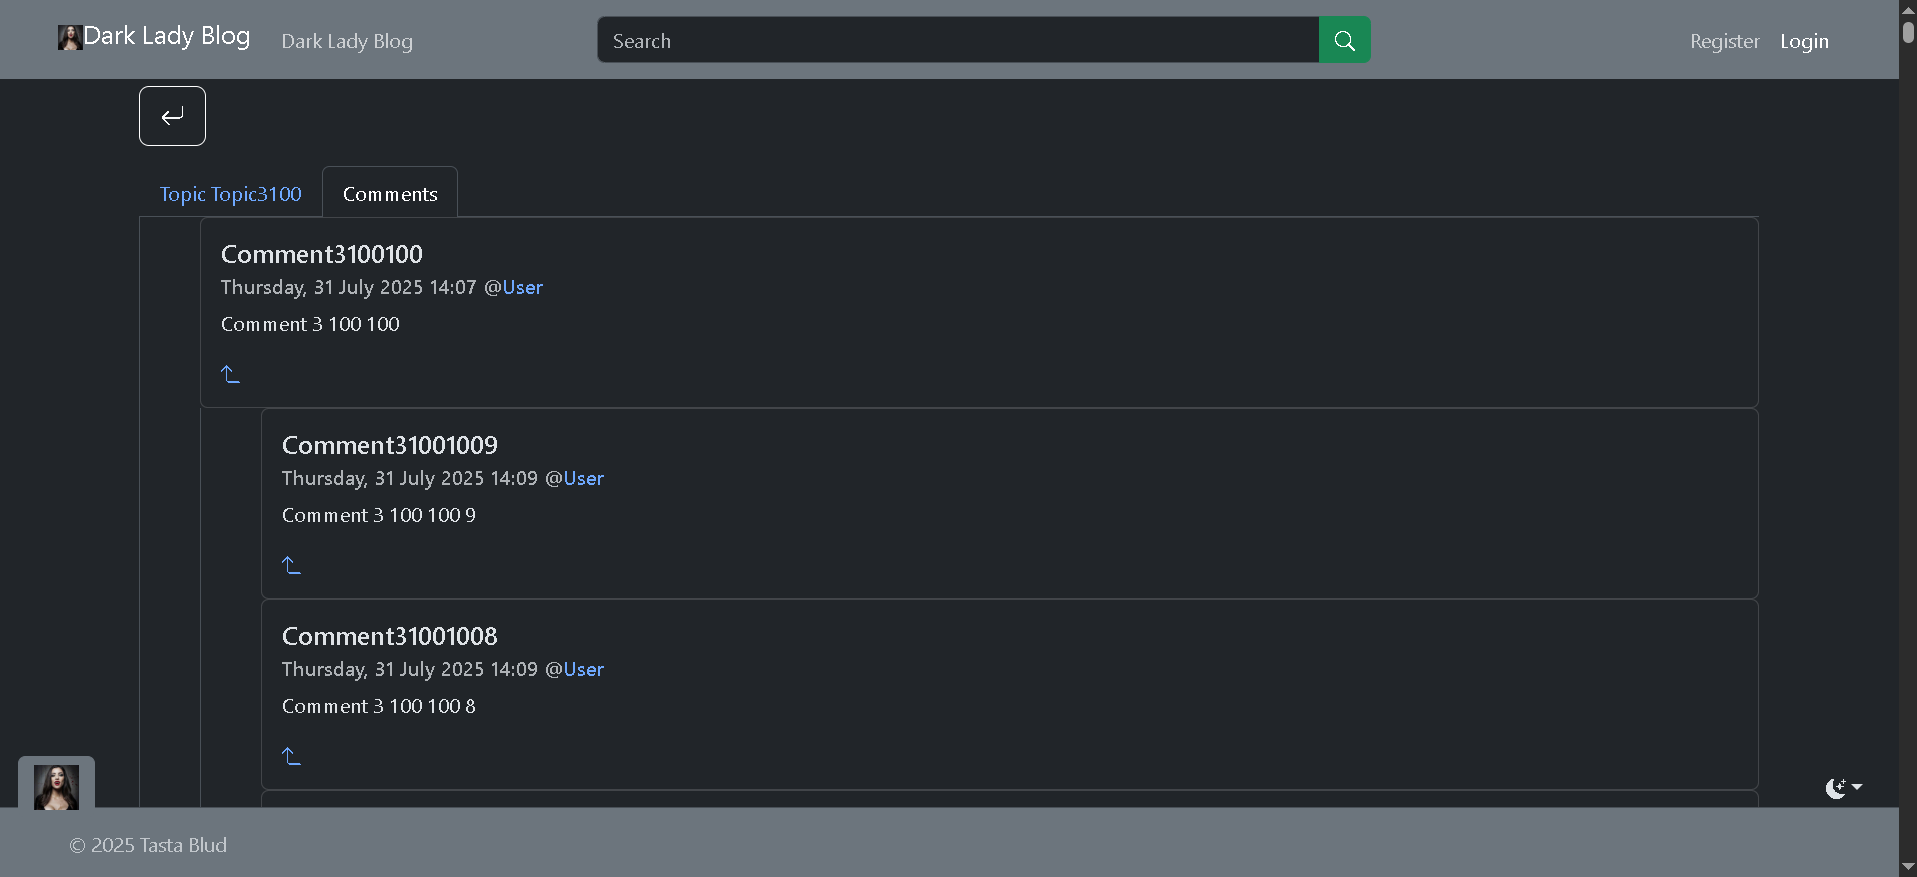 Dark Lady Blog
Dark Lady Blog
Search
Register
Login
Topic Topic3100
Comments
Comment3100100
Thursday, 31 July 2025 14:07 @User
Comment 3 100 100
Comment31001009
Thursday, 31 July 2025 14:09 @User
Comment 3 100 100 9
Comment31001008
Thursday, 31 July 2025 14:09 @User
Comment 3 100 100 8
© 2025 Tasta Blud